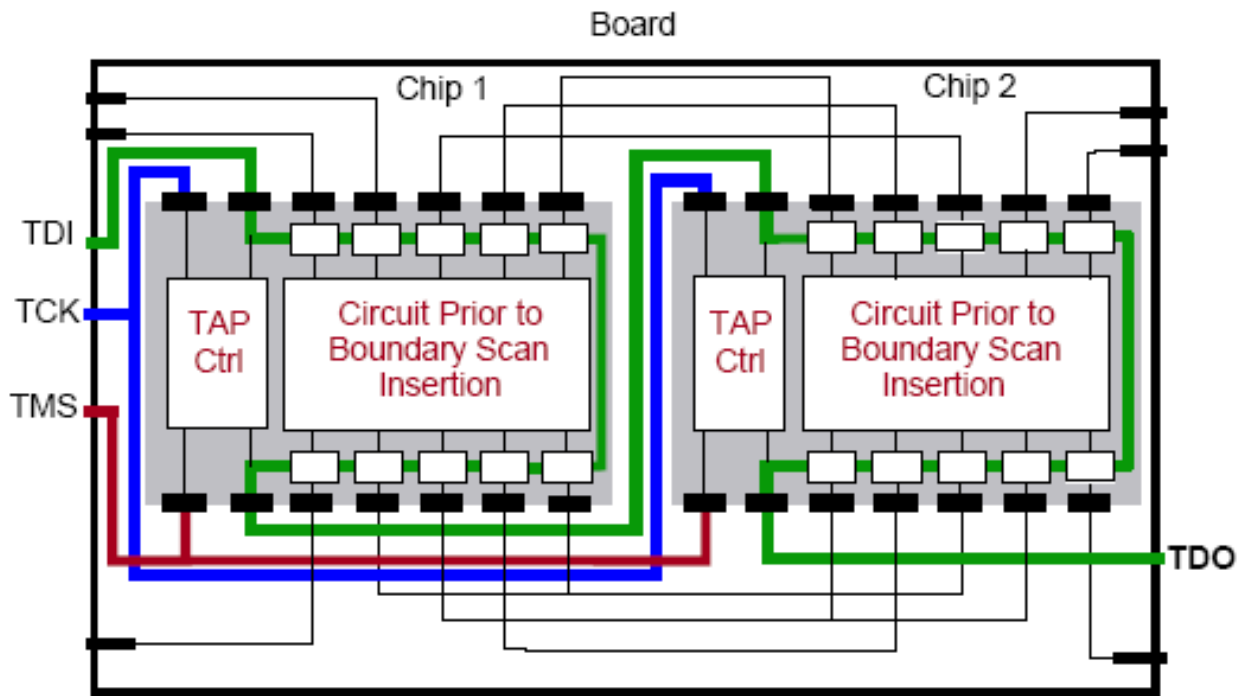 Board
Chip 1
Chip 2
TDI
TCK
TMS
TAP
Ctrl
Circuit Prior to
Boundary Scan
Insertion
TAP
Ctrl
Circuit Prior to
Boundary Scan
Insertion
TDO